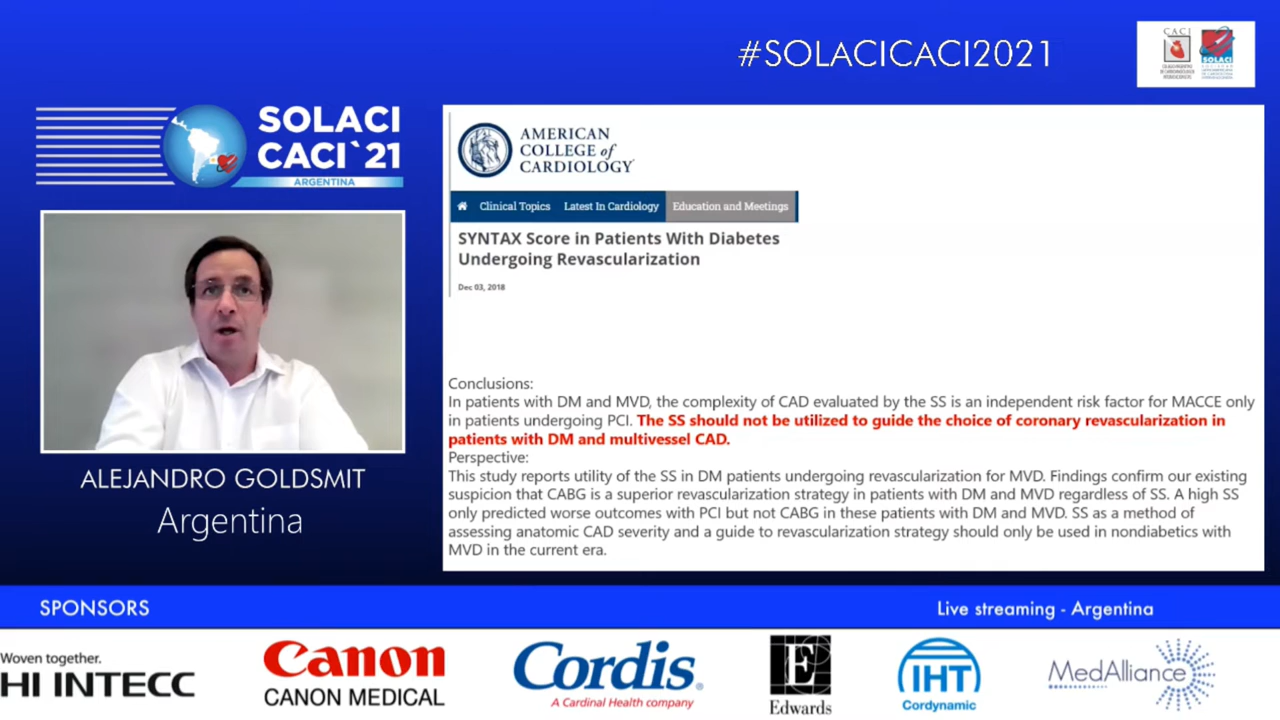 #SOLACICACI2021
CACI
SOLACI
SOLACI
CACI`21
ARGENTINA
ALEJANDRO GOLDSMIT
Argentina
AMERICAN
COLLEGE of
CARDIOLOGY
Clinical Topics Latest In Cardiology Education and Meetings
SYNTAX Score in Patients With Diabetes
Undergoing Revascularization
Dec 03, 2018
Conclusions:
In patients with DM and MVD, the complexity of CAD evaluated by the SS is an independent risk factor for MACCE only
in patients undergoing PCI. The SS should not be utilized to guide the choice of coronary revascularization in
patients with DM and multivessel CAD.
Perspective:
This study reports utility of the SS in DM patients undergoing revascularization for MVD. Findings confirm our existing
suspicion that CABG is a superior revascularization strategy in patients with DM and MVD regardless of SS. A high SS
only predicted worse outcomes with PCI but not CABG in these patients with DM and MVD. SS as a method of
assessing anatomic CAD severity and a guide to revascularization strategy should only be used in nondiabetics with
MVD in the current era.
SPONSORS
Live streaming - Argentina
Woven together.
HI INTECC
Canon
CANON MEDICAL
Cordis®
A Cardinal Health company
E
Edwards
IHT
Cordynamic
MedAlliance